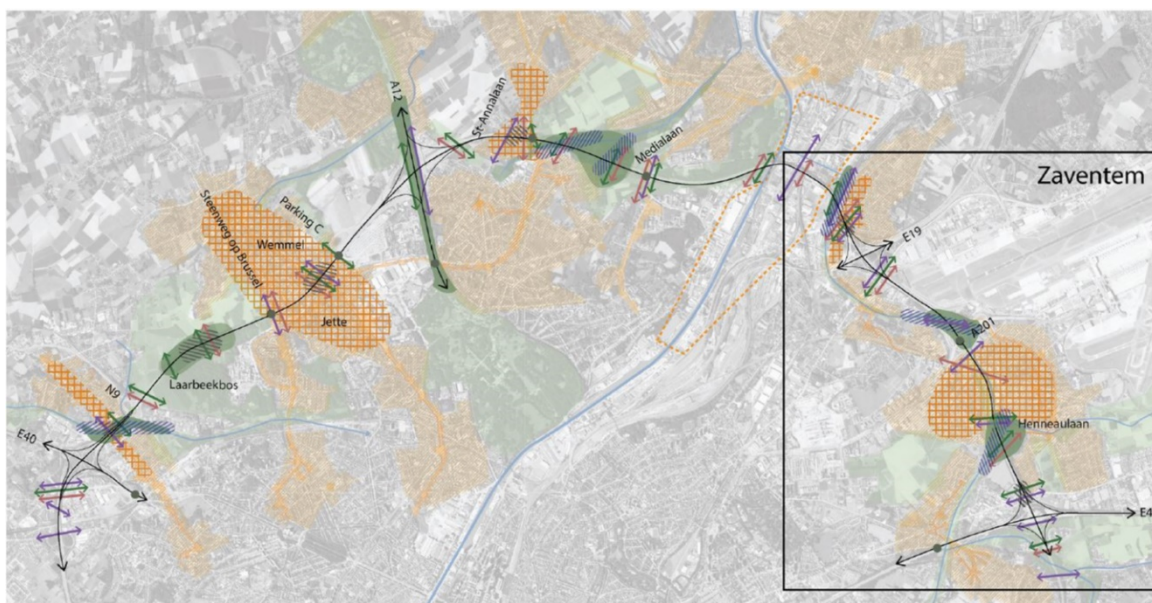 A12
St-Annalaan
Medialaan
Zaventem
Parking C
Steenweg op Brussel
Wemmel
E19
Jette
A201
Laarbeekbos
N9
Henneaulaan
E40
E4